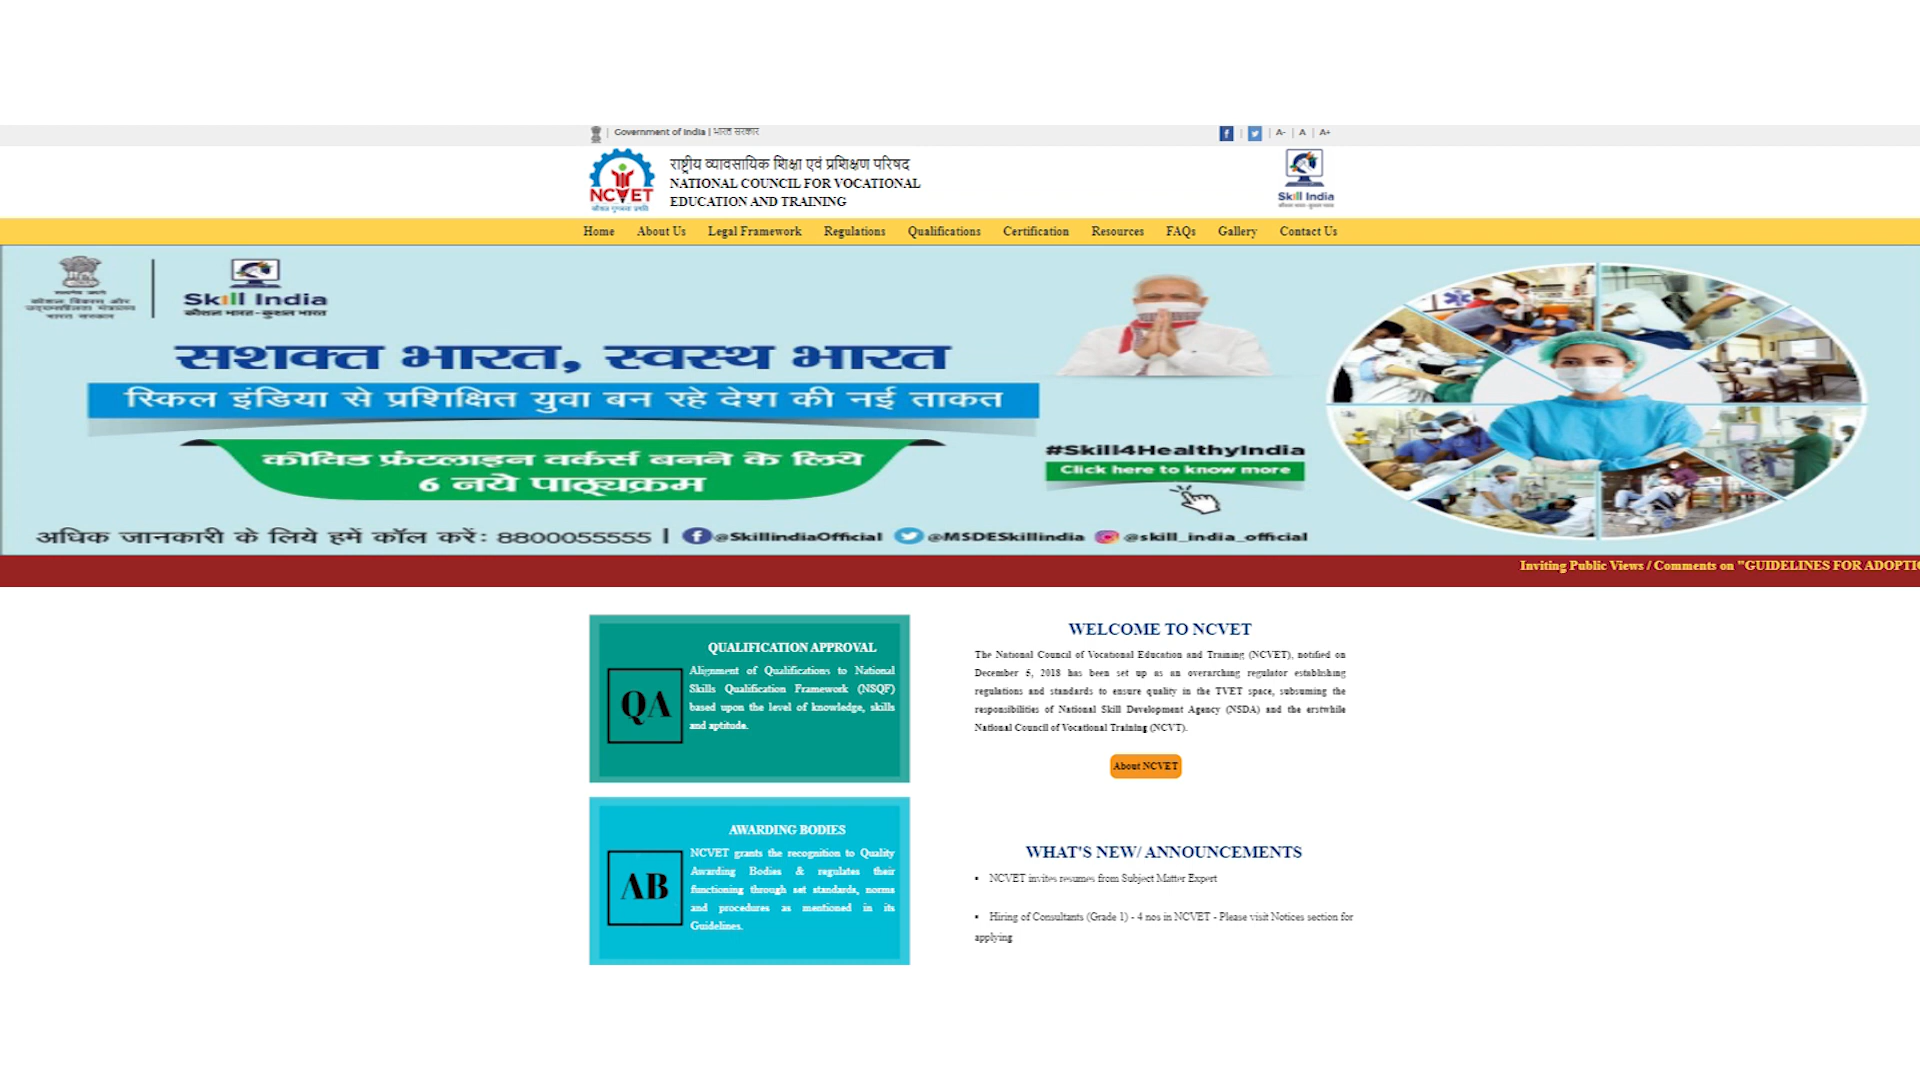 Government of India | भारत सरकार
A- | A | A+
NCVET
राष्ट्रीय व्यावसायिक शिक्षा एवं प्रशिक्षण परिषद
NATIONAL COUNCIL FOR VOCATIONAL
EDUCATION AND TRAINING
Skill India
Home About Us Legal Framework Regulations Qualifications Certification Resources FAQs Gallery Contact Us
Skill India
कौशल भारत-कुशल भारत
सशक्त भारत, स्वस्थ भारत
स्किल इंडिया से प्रशिक्षित युवा बन रहे देश की नई ताकत
कोविड फ्रंटलाइन वर्कर्स बनने के लिये
6 नये पाठ्यक्रम
#Skill4HealthyIndia
Click here to know more
अधिक जानकारी के लिये हमें कॉल करें: 8800055555 | @SkillIndiaOfficial @MSDESkillindia @skill_india_official
Inviting Public Views / Comments on "GUIDELINES FOR ADOPTI
QUALIFICATION APPROVAL
QA
Alignment of Qualifications to National
Skills Qualification Framework (NSQF)
based upon the level of knowledge, skills
and aptitude.
AWARDING BODIES
AB
NCVET grants the recognition to Quality
Awarding Bodies & regulates their
functioning through set standards, norms
and procedures as mentioned in its
Guidelines.
WELCOME TO NCVET
The National Council of Vocational Education and Training (NCVET), notified on
December 5, 2018 has been set up as an overarching regulator establishing
regulations and standards to ensure quality in the TVET space, subsuming the
responsibilities of National Skill Development Agency (NSDA) and the erstwhile
National Council of Vocational Training (NCVT).
About NCVET
WHAT'S NEW/ ANNOUNCEMENTS
• NCVET invites resumes from Subject Matter Expert
• Hiring of Consultants (Grade 1) - 4 nos in NCVET - Please visit Notices section for
applying